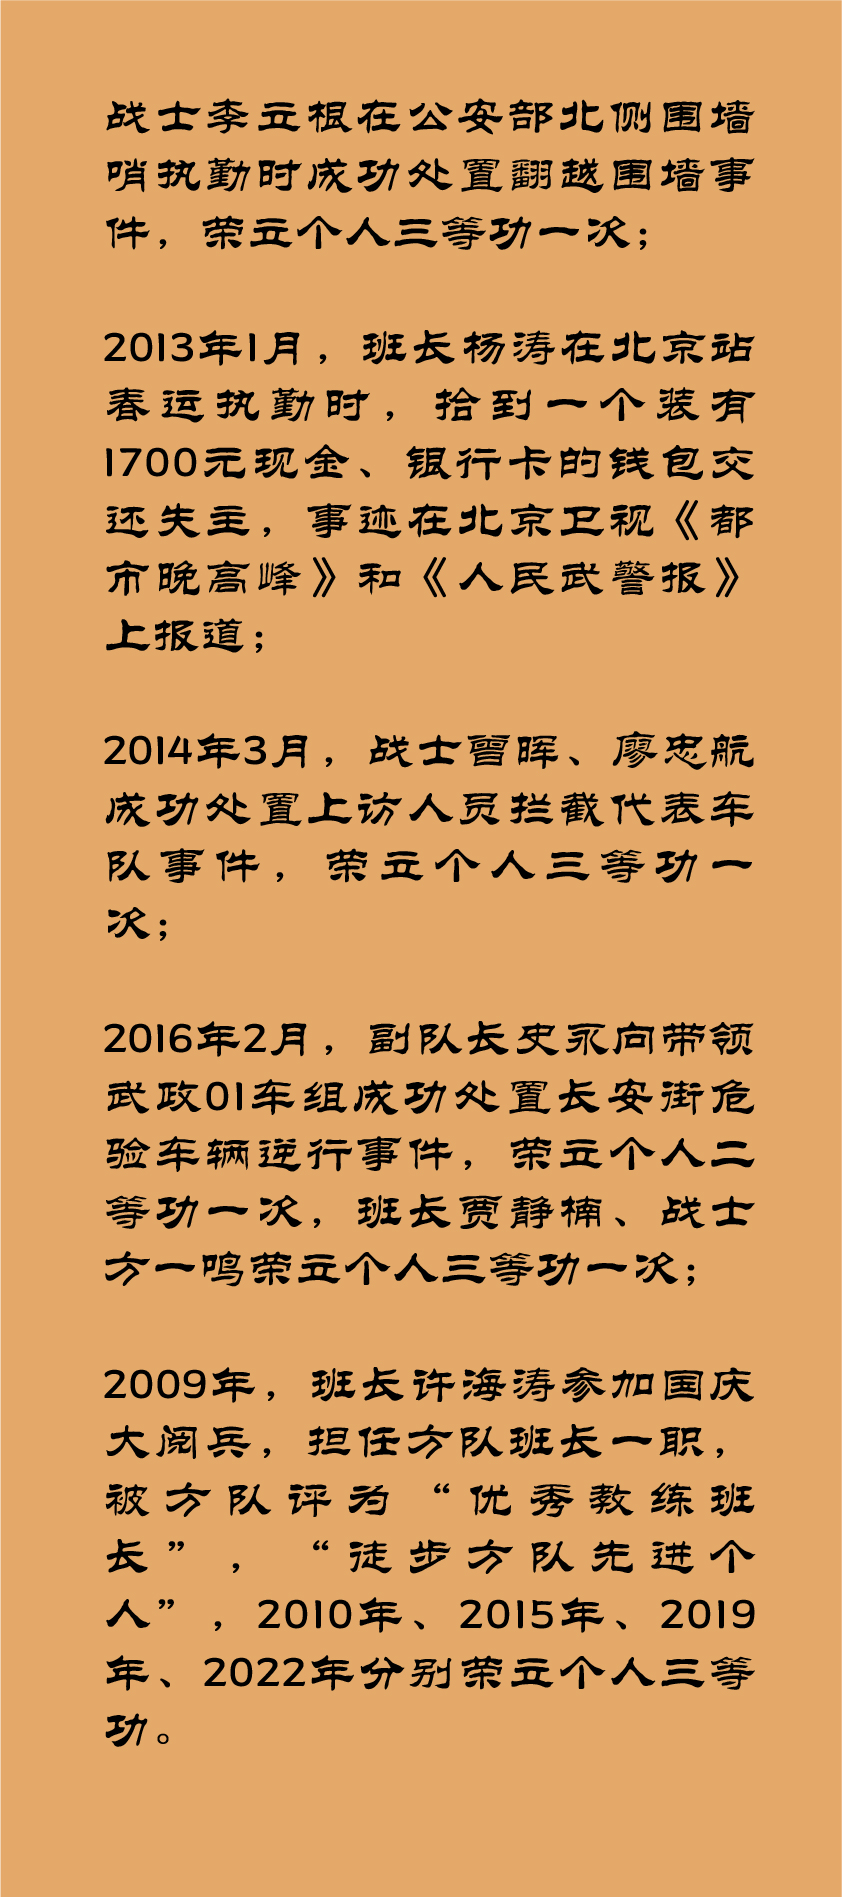 战士李立根在公安部北侧围墙
哨执勤时成功处置翻越围墙事
件，荣立个人三等功一次；
2013年1月，班长杨涛在北京站
春运执勤时，拾到一个装有
1700元现金、银行卡的钱包交
还失主，事迹在北京卫视《都
市晚高峰》和《人民武警报》
上报道；
2014年3月，战士曾晖、廖忠航
成功处置上访人员拦截代表车
队事件，荣立个人三等功一
次；
2016年2月，副队长史永向带领
武政01车组成功处置长安街危
险车辆逆行事件，荣立个人二
等功一次，班长贾静楠、战士
方一鸣荣立个人三等功一次；
2009年，班长许海涛参加国庆
大阅兵，担任方队班长一职，
被方队评为“优秀教练班
长”，“徒步方队先进个
人”，2010年、2015年、2019
年、2022年分别荣立个人三等
功。